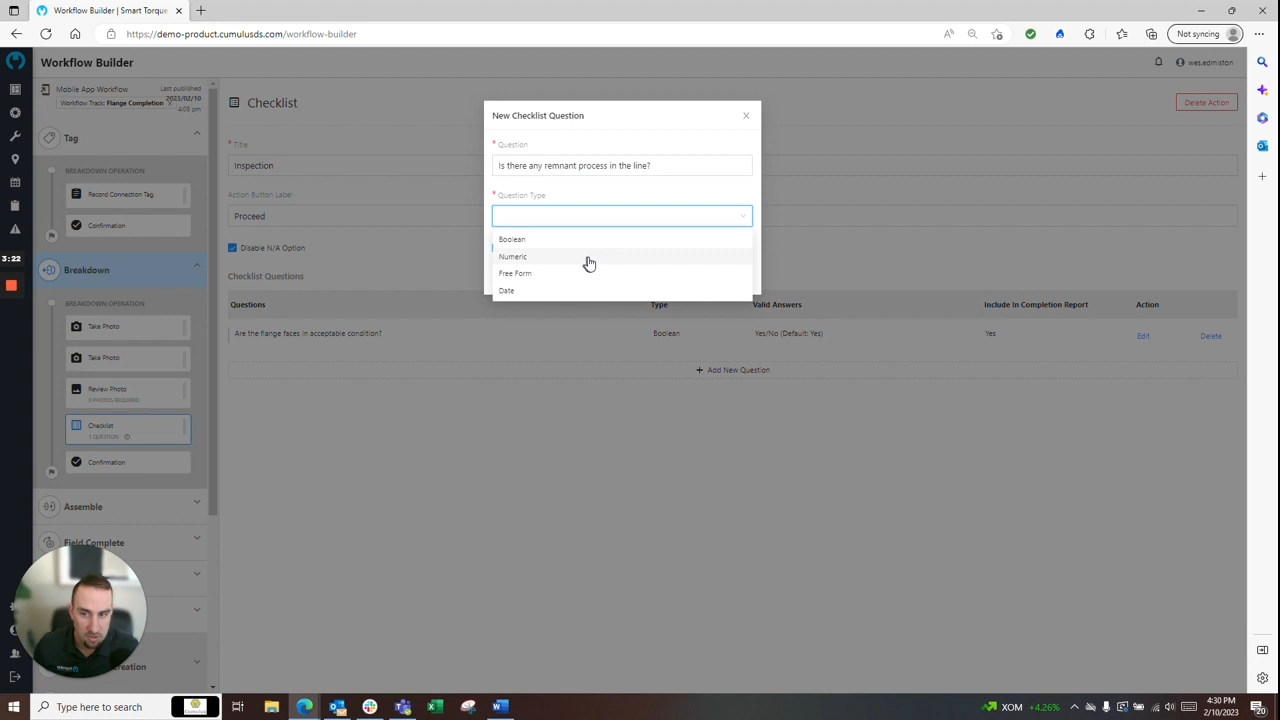 Workflow Builder | Smart Torque
https://demo-product.cumulusds.com/workflow-builder
Not syncing
Workflow Builder
wes.edmiston
Mobile App Workflow
Last published
2023/02/10
4:09 pm
Workflow Track: Flange Completion
Tag
BREAKDOWN OPERATION
Record Connection Tag
Confirmation
3:22
Breakdown
BREAKDOWN OPERATION
Take Photo
Take Photo
Review Photo
0 PHOTOS REQUIRED
Checklist
1 QUESTION
Confirmation
Assemble
Field Complete
Checklist
Delete Action
* Title
Inspection
Action Button Label
Proceed
Disable N/A Option
Checklist Questions
Questions
Type
Valid Answers
Include In Completion Report
Action
Are the flange faces in acceptable condition?
Boolean
Yes/No (Default: Yes)
Yes
Edit
Delete
+ Add New Question
New Checklist Question
* Question
Is there any remnant process in the line?
* Question Type
Boolean
Numeric
Free Form
Date
Type here to search
XOM +4.26%
4:30 PM
2/10/2023
20